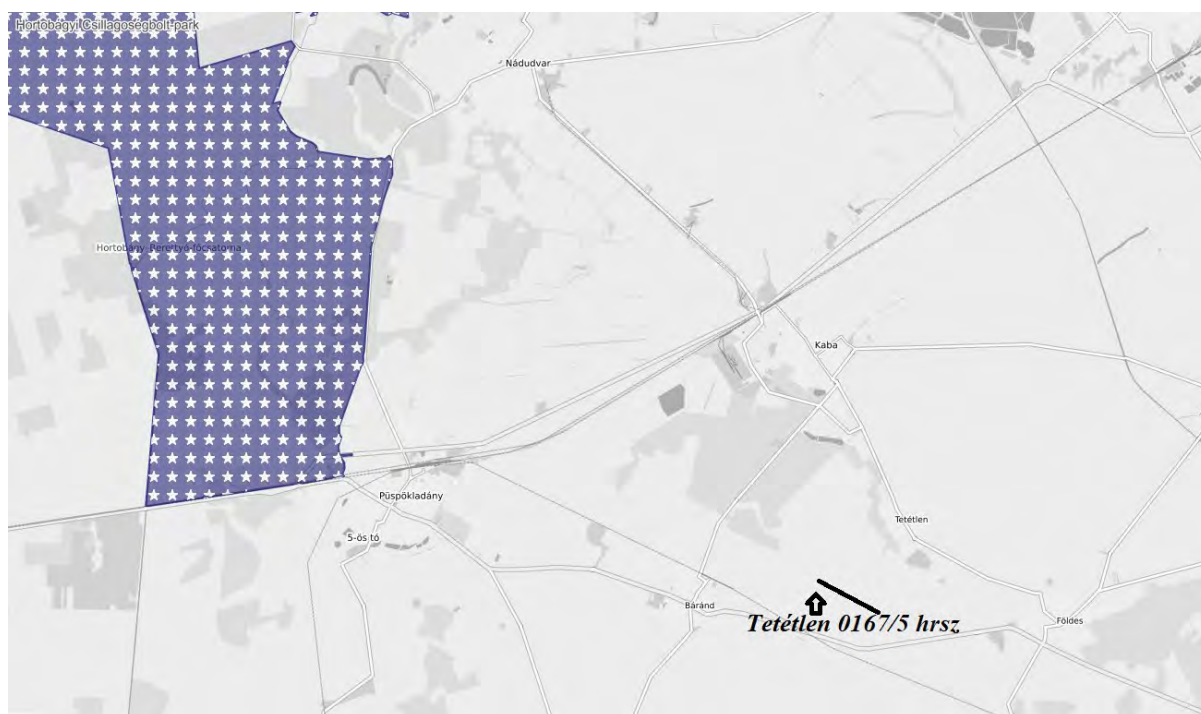 Hortobágyi Csillagoségbolt-park
Nádudvar
Hortobágy-Berettyó-főcsatorna
Kaba
Püspökladány
Tetétlen
5-ös tó
Báránd
Földes
Tetétlen 0167/5 hrsz